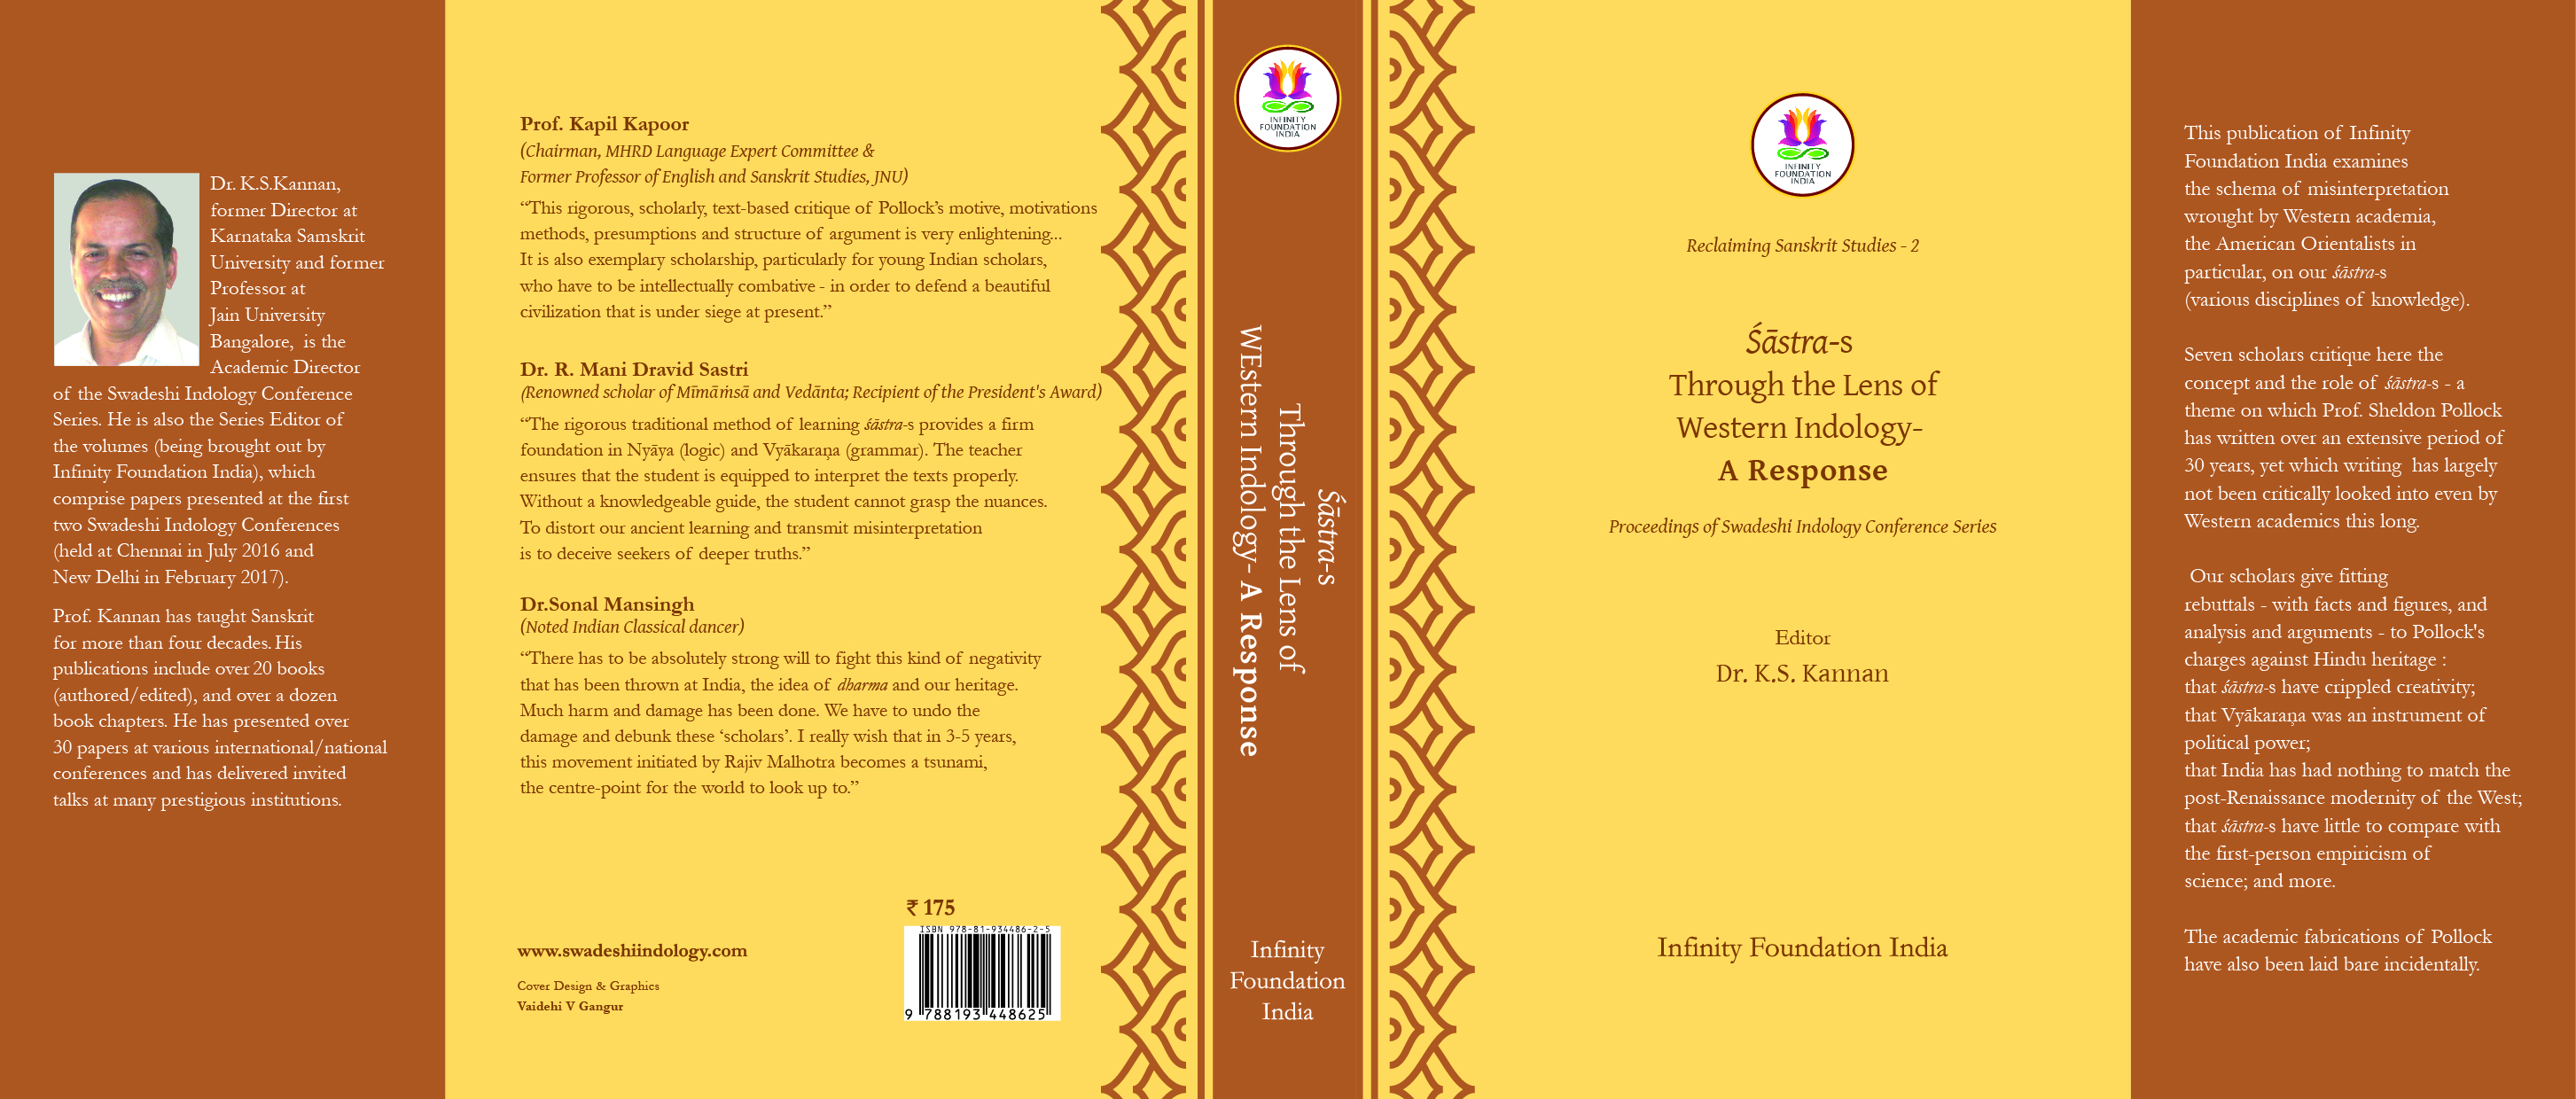 Dr. K.S.Kannan,
former Director at
Karnataka Samskrit
University and former
Professor at
Jain University
Bangalore, is the
Academic Director
of the Swadeshi Indology Conference
Series. He is also the Series Editor of
the volumes (being brought out by
Infinity Foundation India), which
comprise papers presented at the first
two Swadeshi Indology Conferences
(held at Chennai in July 2016 and
New Delhi in February 2017).
Prof. Kannan has taught Sanskrit
for more than four decades. His
publications include over 20 books
(authored/edited), and over a dozen
book chapters. He has presented over
30 papers at various international/national
conferences and has delivered invited
talks at many prestigious institutions.
Prof. Kapil Kapoor
(Chairman, MHRD Language Expert Committee &
Former Professor of English and Sanskrit Studies, JNU)
“This rigorous, scholarly, text-based critique of Pollock’s motive, motivations
methods, presumptions and structure of argument is very enlightening...
It is also exemplary scholarship, particularly for young Indian scholars,
who have to be intellectually combative - in order to defend a beautiful
civilization that is under siege at present.”
Dr. R. Mani Dravid Sastri
(Renowned scholar of Mīmāṁsā and Vedānta; Recipient of the President's Award)
“The rigorous traditional method of learning śāstra-s provides a firm
foundation in Nyāya (logic) and Vyākaraṇa (grammar). The teacher
ensures that the student is equipped to interpret the texts properly.
Without a knowledgeable guide, the student cannot grasp the nuances.
To distort our ancient learning and transmit misinterpretation
is to deceive seekers of deeper truths.”
Dr.Sonal Mansingh
(Noted Indian Classical dancer)
“There has to be absolutely strong will to fight this kind of negativity
that has been thrown at India, the idea of dharma and our heritage.
Much harm and damage has been done. We have to undo the
damage and debunk these ‘scholars’. I really wish that in 3-5 years,
this movement initiated by Rajiv Malhotra becomes a tsunami,
the centre-point for the world to look up to.”
₹ 175
ISBN 978-81-934486-2-5
9 788193 448625
www.swadeshiindology.com
Cover Design & Graphics
Vaidehi V Gangur
INFINITY
FOUNDATION
INDIA
Śāstra-s
Through the Lens of
WEstern Indology- A Response
Infinity
Foundation
India
INFINITY
FOUNDATION
INDIA
Reclaiming Sanskrit Studies - 2
Śāstra-s
Through the Lens of
Western Indology-
A Response
Proceedings of Swadeshi Indology Conference Series
Editor
Dr. K.S. Kannan
Infinity Foundation India
This publication of Infinity
Foundation India examines
the schema of misinterpretation
wrought by Western academia,
the American Orientalists in
particular, on our śāstra-s
(various disciplines of knowledge).
Seven scholars critique here the
concept and the role of śāstra-s - a
theme on which Prof. Sheldon Pollock
has written over an extensive period of
30 years, yet which writing has largely
not been critically looked into even by
Western academics this long.
Our scholars give fitting
rebuttals - with facts and figures, and
analysis and arguments - to Pollock's
charges against Hindu heritage :
that śāstra-s have crippled creativity;
that Vyākaraṇa was an instrument of
political power;
that India has had nothing to match the
post-Renaissance modernity of the West;
that śāstra-s have little to compare with
the first-person empiricism of
science; and more.
The academic fabrications of Pollock
have also been laid bare incidentally.